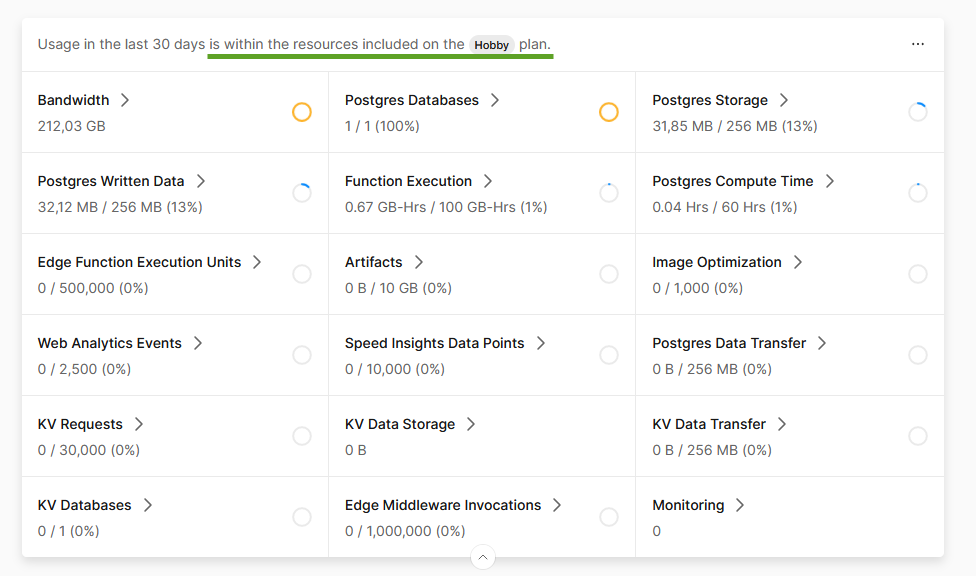 Usage in the last 30 days is within the resources included on the Hobby plan.
Bandwidth
212,03 GB
Postgres Databases
1 / 1 (100%)
Postgres Storage
31,85 MB / 256 MB (13%)
Postgres Written Data
32,12 MB / 256 MB (13%)
Function Execution
0.67 GB-Hrs / 100 GB-Hrs (1%)
Postgres Compute Time
0.04 Hrs / 60 Hrs (1%)
Edge Function Execution Units
0 / 500,000 (0%)
Artifacts
0 B / 10 GB (0%)
Image Optimization
0 / 1,000 (0%)
Web Analytics Events
0 / 2,500 (0%)
Speed Insights Data Points
0 / 10,000 (0%)
Postgres Data Transfer
0 B / 256 MB (0%)
KV Requests
0 / 30,000 (0%)
KV Data Storage
0 B
KV Data Transfer
0 B / 256 MB (0%)
KV Databases
0 / 1 (0%)
Edge Middleware Invocations
0 / 1,000,000 (0%)
Monitoring
0